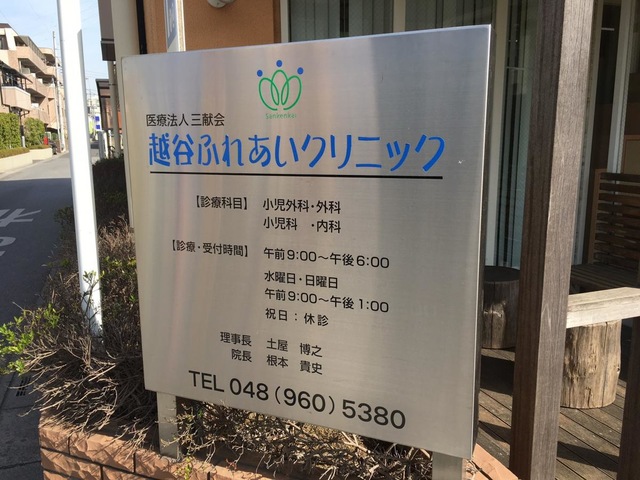 Sankenkai
医療法人三献会
越谷ふれあいクリニック
【診療科目】 小児外科・外科
小児科 ・内科
【診療・受付時間】 午前9:00〜午後6:00
水曜日・日曜日
午前9:00〜午後1:00
祝日：休診
理事長 土屋 博之
院長 根本 貴史
TEL 048（960）5380